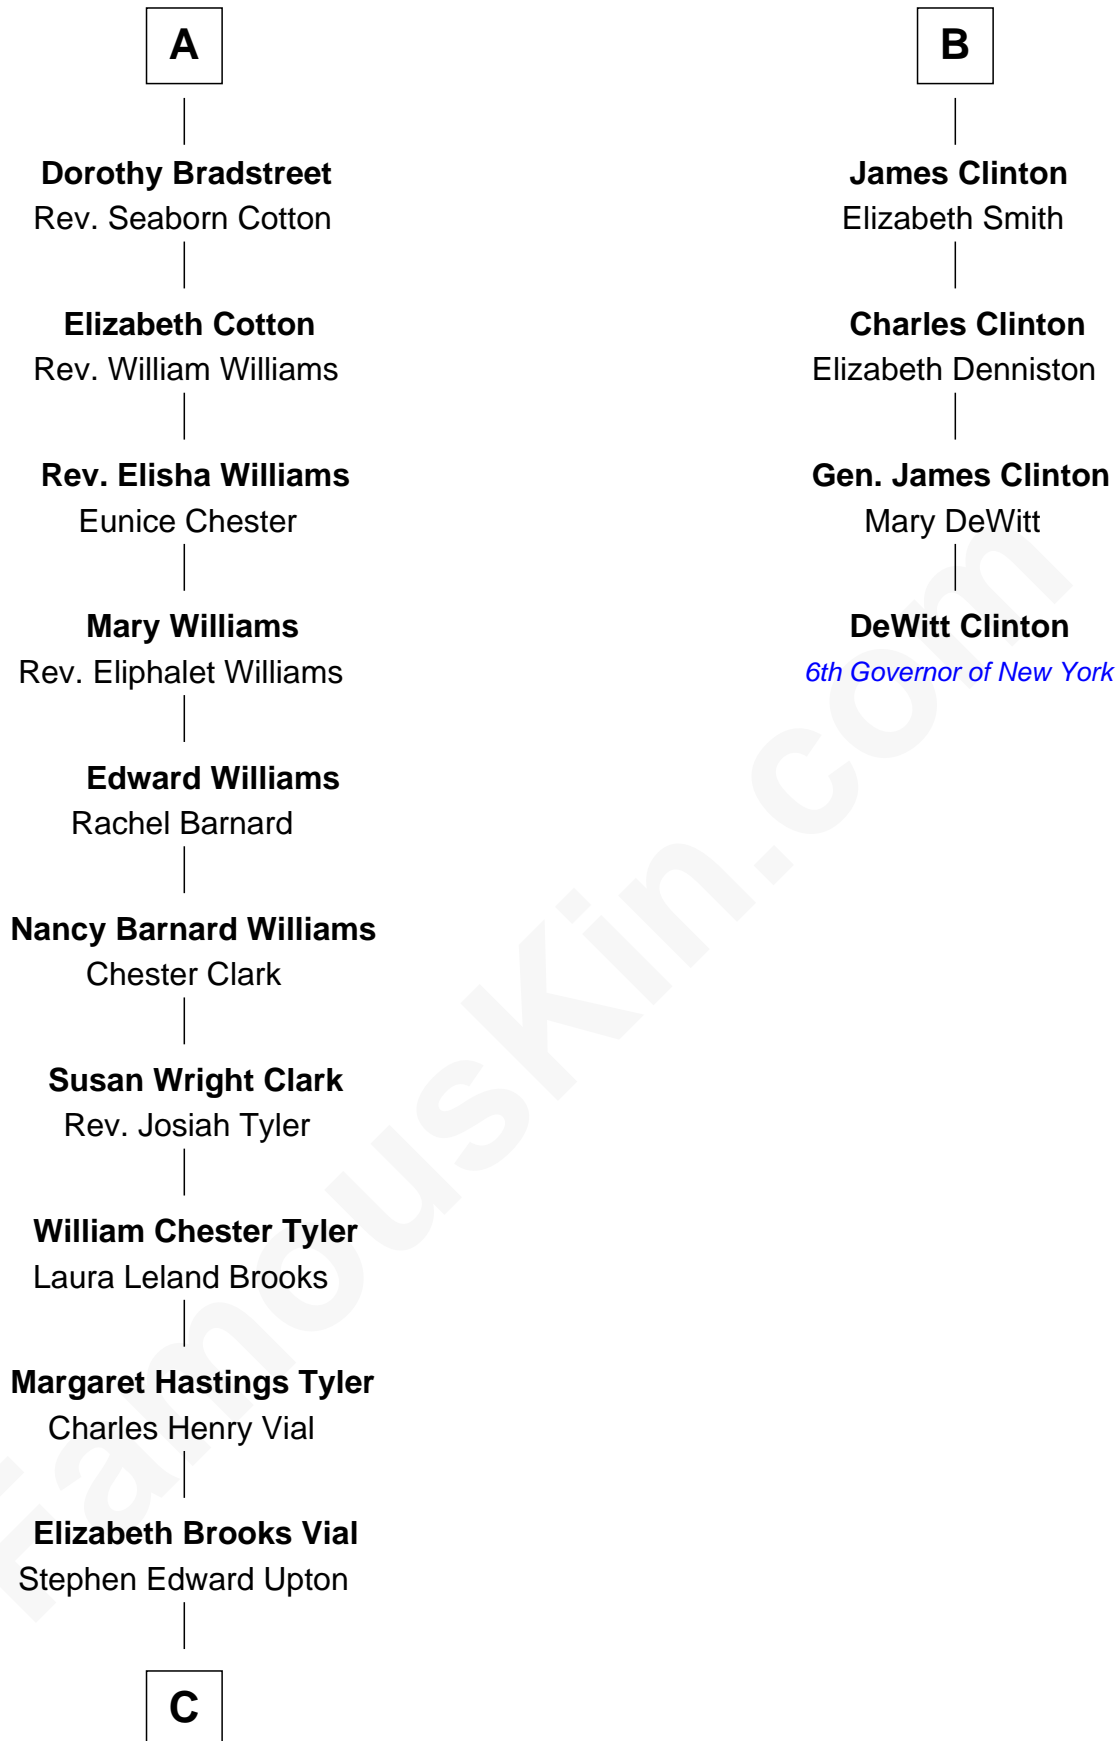 A
Dorothy Bradstreet
Rev. Seaborn Cotton
Elizabeth Cotton
Rev. William Williams
Rev. Elisha Williams
Eunice Chester
Mary Williams
Rev. Eliphalet Williams
Edward Williams
Rachel Barnard
Nancy Barnard Williams
Chester Clark
Susan Wright Clark
Rev. Josiah Tyler
William Chester Tyler
Laura Leland Brooks
Margaret Hastings Tyler
Charles Henry Vial
Elizabeth Brooks Vial
Stephen Edward Upton
C
B
James Clinton
Elizabeth Smith
Charles Clinton
Elizabeth Denniston
Gen. James Clinton
Mary DeWitt
DeWitt Clinton
6th Governor of New York
FamousKin.com